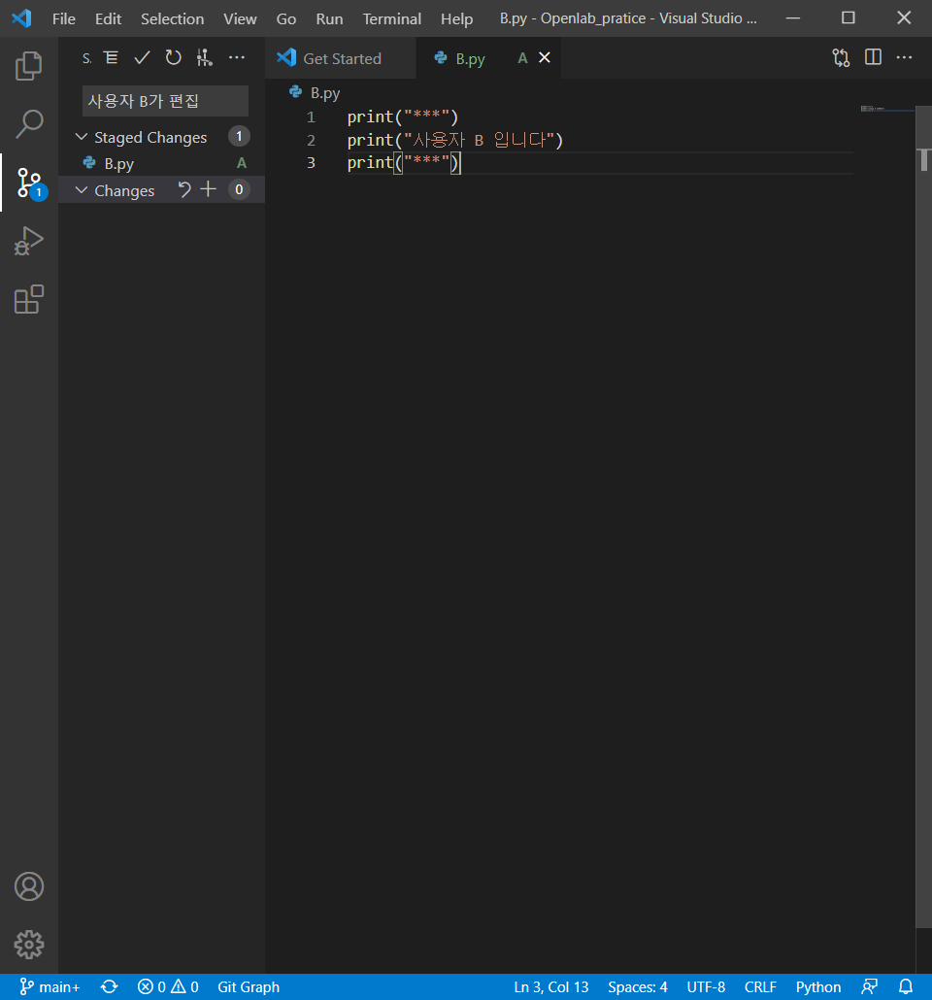 File Edit Selection View Go Run Terminal Help B.py - Openlab_pratice - Visual Studio ...
S.
Get Started
B.py A
사용자 B가 편집
B.py
Staged Changes 1
B.py A
Changes 0
1 print("***")
2 print("사용자 B 입니다")
3 print("***")
1
main+ 0 0 Git Graph Ln 3, Col 13 Spaces: 4 UTF-8 CRLF Python